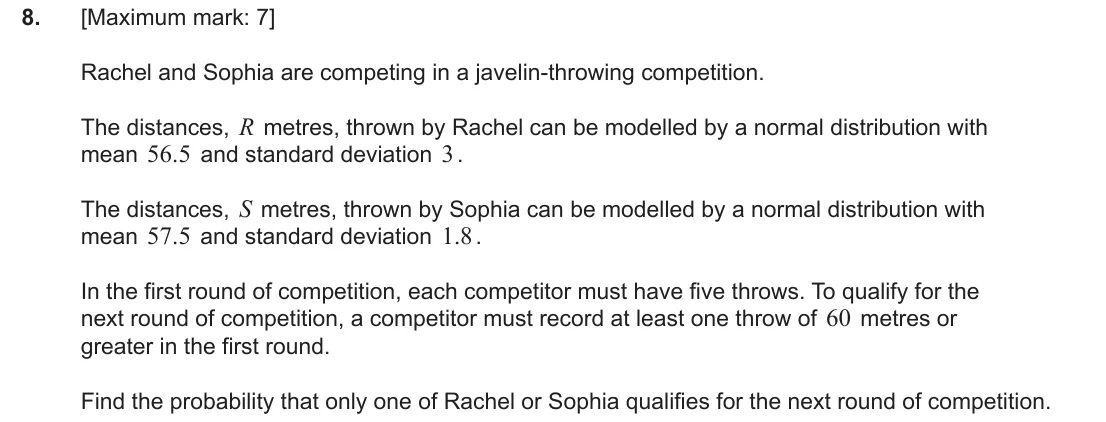 8. [Maximum mark: 7]
Rachel and Sophia are competing in a javelin-throwing competition.
The distances, R metres, thrown by Rachel can be modelled by a normal distribution with
mean 56.5 and standard deviation 3.
The distances, S metres, thrown by Sophia can be modelled by a normal distribution with
mean 57.5 and standard deviation 1.8.
In the first round of competition, each competitor must have five throws. To qualify for the
next round of competition, a competitor must record at least one throw of 60 metres or
greater in the first round.
Find the probability that only one of Rachel or Sophia qualifies for the next round of competition.